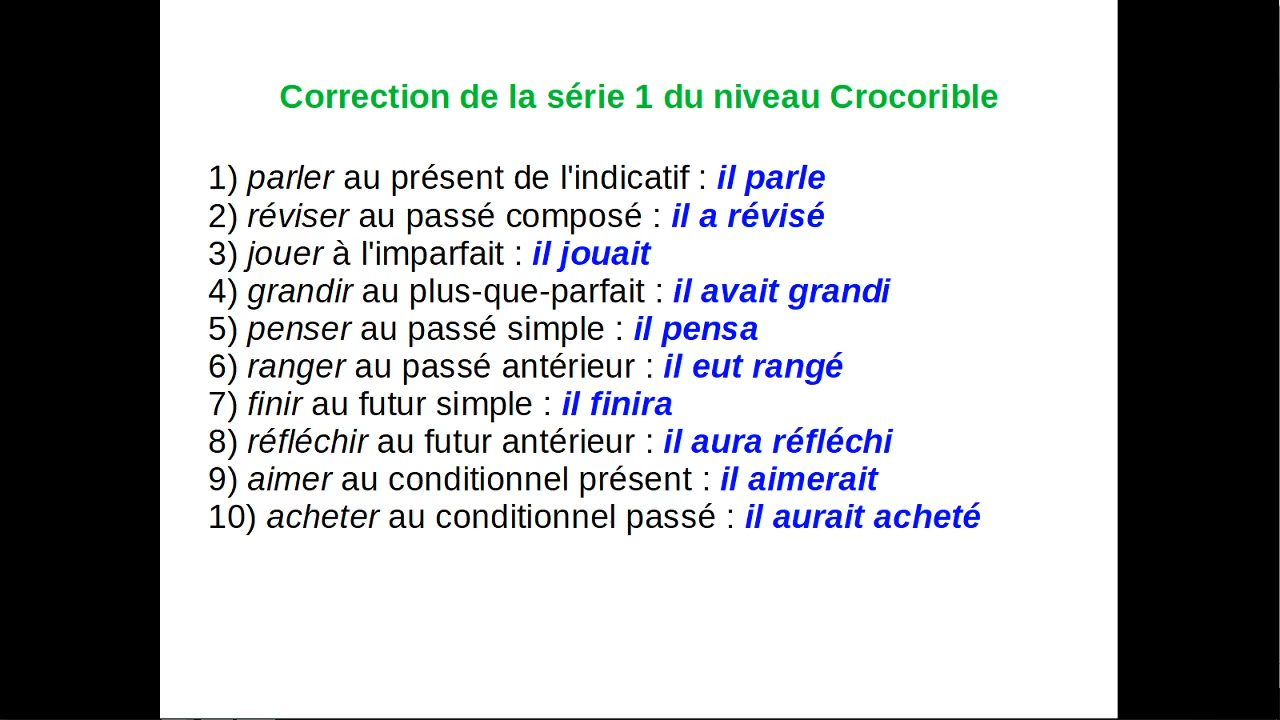 Correction de la série 1 du niveau Crocorible
1) parler au présent de l'indicatif : il parle
2) réviser au passé composé : il a révisé
3) jouer à l'imparfait : il jouait
4) grandir au plus-que-parfait : il avait grandi
5) penser au passé simple : il pensa
6) ranger au passé antérieur : il eut rangé
7) finir au futur simple : il finira
8) réfléchir au futur antérieur : il aura réfléchi
9) aimer au conditionnel présent : il aimerait
10) acheter au conditionnel passé : il aurait acheté